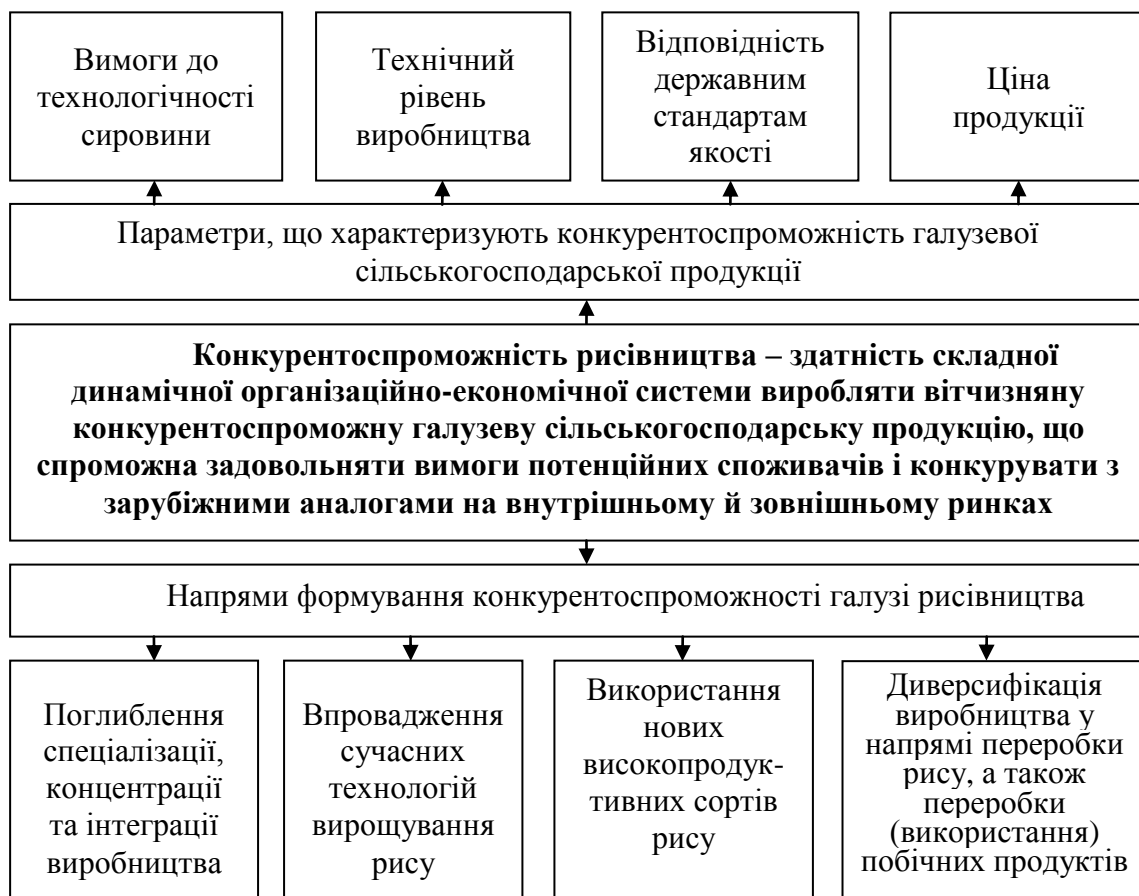 Вимоги до
технологічності
сировини
Технічний
рівень
виробництва
Відповідність
державним
стандартам
якості
Ціна
продукції
Параметри, що характеризують конкурентоспроможність галузевої
сільськогосподарської продукції
Конкурентоспроможність рисівництва – здатність складної
динамічної організаційно-економічної системи виробляти вітчизняну
конкурентоспроможну галузеву сільськогосподарську продукцію, що
спроможна задовольняти вимоги потенційних споживачів і конкурувати з
зарубіжними аналогами на внутрішньому й зовнішньому ринках
Напрями формування конкурентоспроможності галузі рисівництва
Поглиблення
спеціалізації,
концентрації
та інтеграції
виробництва
Впровадження
сучасних
технологій
вирощування
рису
Використання
нових
високопродук-
тивних сортів
рису
Диверсифікація
виробництва у
напрямі переробки
рису, а також
переробки
(використання)
побічних продуктів